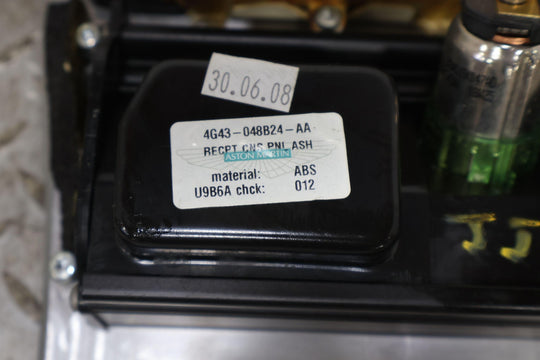 30.06.08
4G43-048B24-AA
RECPT CNS PNL ASH
ASTON MARTIN
material: ABS
U9B6A chck: 012